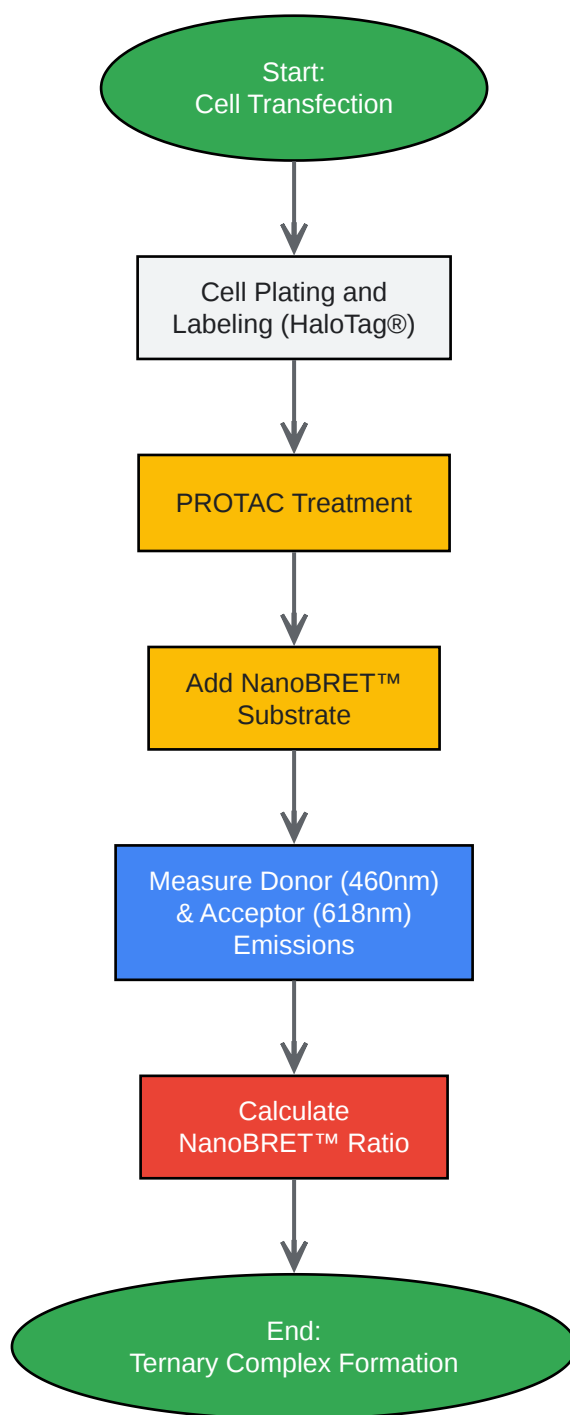 Start:
Cell Transfection
Cell Plating and
Labeling (HaloTag®)
PROTAC Treatment
Add NanoBRET™
Substrate
Measure Donor (460nm)
& Acceptor (618nm)
Emissions
Calculate
NanoBRET™ Ratio
End:
Ternary Complex Formation